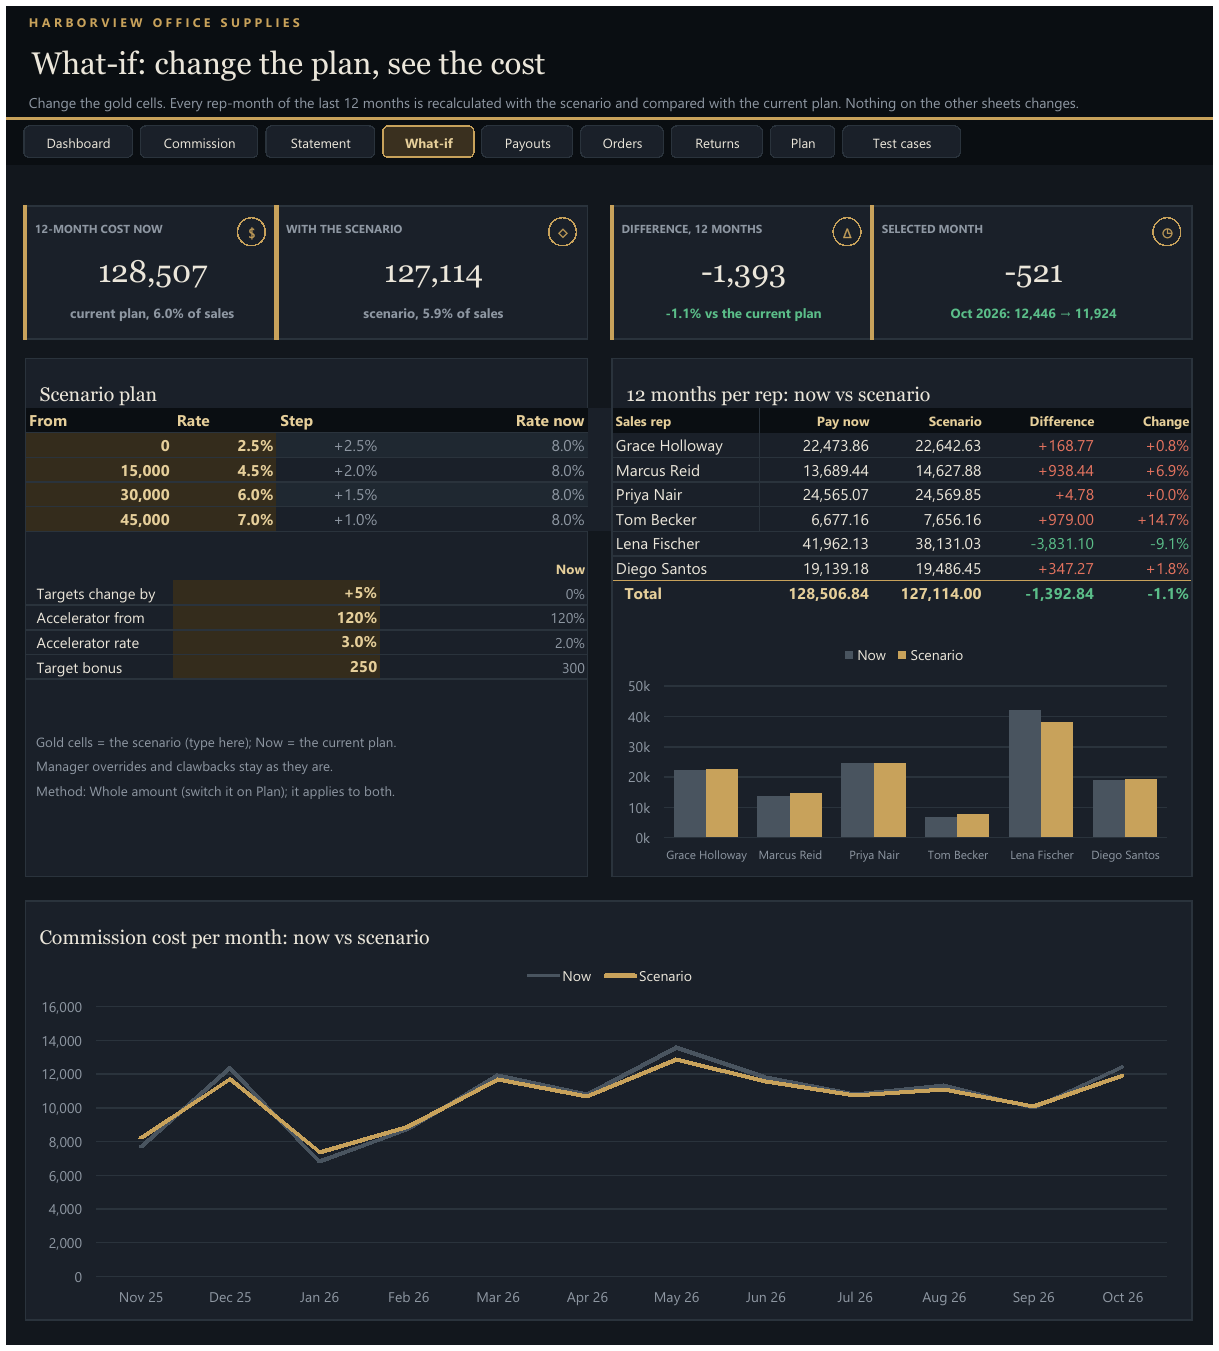 HARBORVIEW OFFICE SUPPLIES
What-if: change the plan, see the cost
Change the gold cells. Every rep-month of the last 12 months is recalculated with the scenario and compared with the current plan. Nothing on the other sheets changes.
Dashboard Commission Statement What-if Payouts Orders Returns Plan Test cases
12-MONTH COST NOW $
128,507
current plan, 6.0% of sales
WITH THE SCENARIO ◇
127,114
scenario, 5.9% of sales
DIFFERENCE, 12 MONTHS Δ
-1,393
-1.1% vs the current plan
SELECTED MONTH ◷
-521
Oct 2026: 12,446 → 11,924
Scenario plan
From Rate Step Rate now
0 2.5% +2.5% 8.0%
15,000 4.5% +2.0% 8.0%
30,000 6.0% +1.5% 8.0%
45,000 7.0% +1.0% 8.0%
Now
Targets change by +5% 0%
Accelerator from 120% 120%
Accelerator rate 3.0% 2.0%
Target bonus 250 300
Gold cells = the scenario (type here); Now = the current plan.
Manager overrides and clawbacks stay as they are.
Method: Whole amount (switch it on Plan); it applies to both.
12 months per rep: now vs scenario
Sales rep Pay now Scenario Difference Change
Grace Holloway 22,473.86 22,642.63 +168.77 +0.8%
Marcus Reid 13,689.44 14,627.88 +938.44 +6.9%
Priya Nair 24,565.07 24,569.85 +4.78 +0.0%
Tom Becker 6,677.16 7,656.16 +979.00 +14.7%
Lena Fischer 41,962.13 38,131.03 -3,831.10 -9.1%
Diego Santos 19,139.18 19,486.45 +347.27 +1.8%
Total 128,506.84 127,114.00 -1,392.84 -1.1%
Now Scenario
50k
40k
30k
20k
10k
0k
Grace Holloway Marcus Reid Priya Nair Tom Becker Lena Fischer Diego Santos
Commission cost per month: now vs scenario
Now Scenario
16,000
14,000
12,000
10,000
8,000
6,000
4,000
2,000
0
Nov 25 Dec 25 Jan 26 Feb 26 Mar 26 Apr 26 May 26 Jun 26 Jul 26 Aug 26 Sep 26 Oct 26